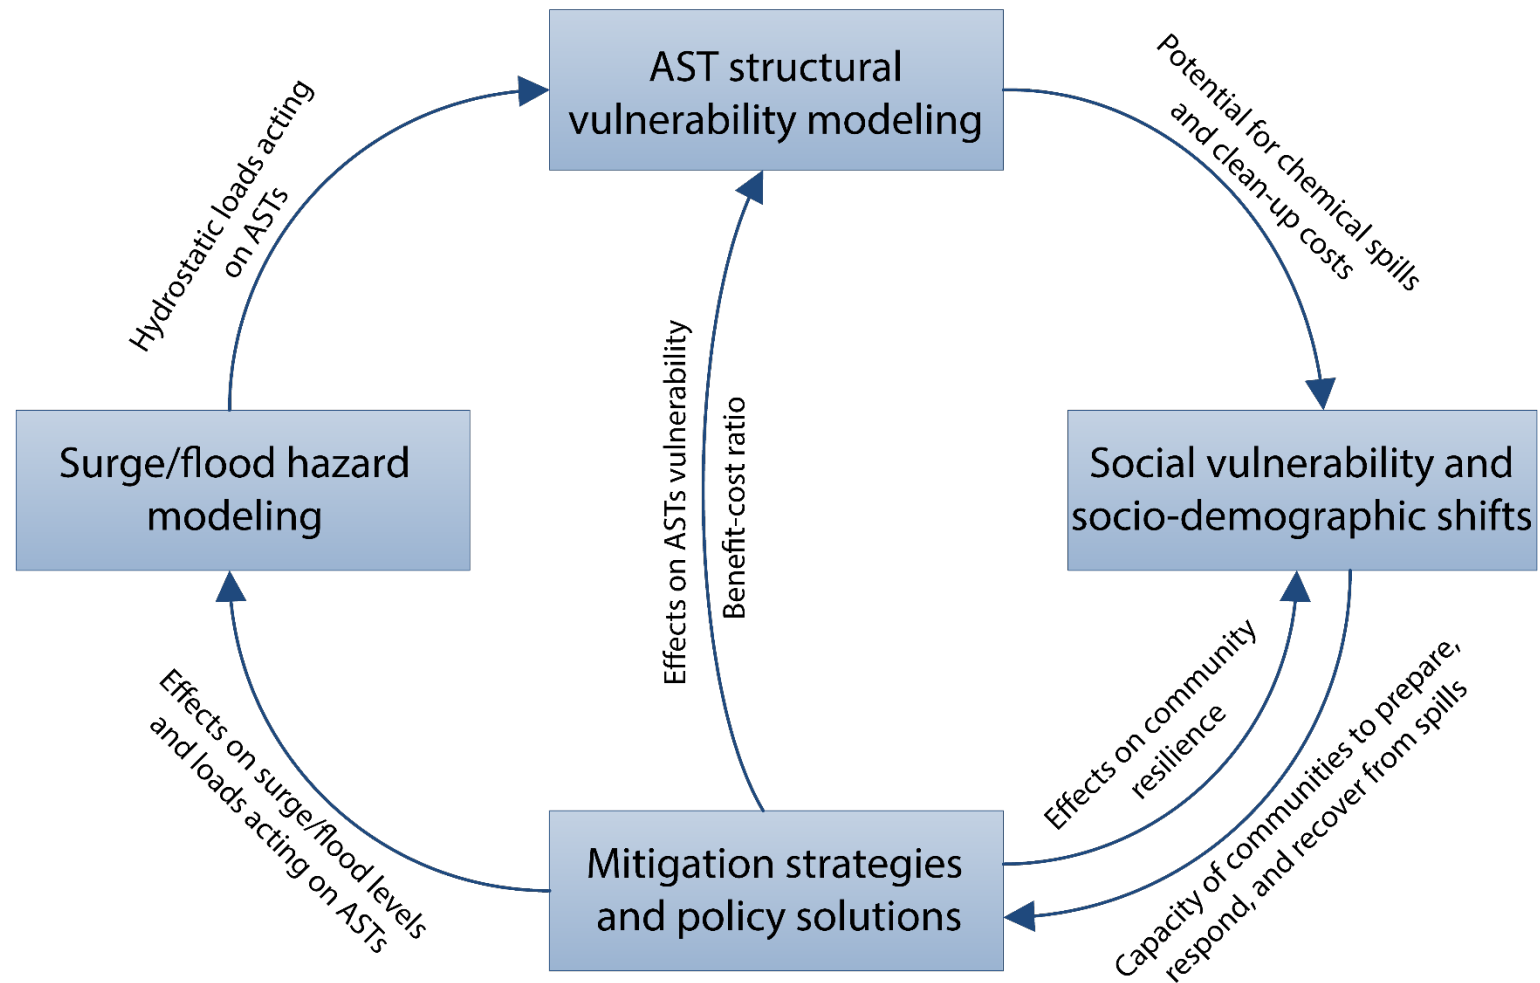 AST structural
vulnerability modeling
Potential for chemical spills
and clean-up costs
Hydrostatic loads acting
on ASTs
Effects on ASTs vulnerability
Benefit-cost ratio
Surge/flood hazard
modeling
Social vulnerability and
socio-demographic shifts
Effects on surge/flood levels
and loads acting on ASTs
Effects on community
resilience
Capacity of communities to prepare,
respond, and recover from spills
Mitigation strategies
and policy solutions